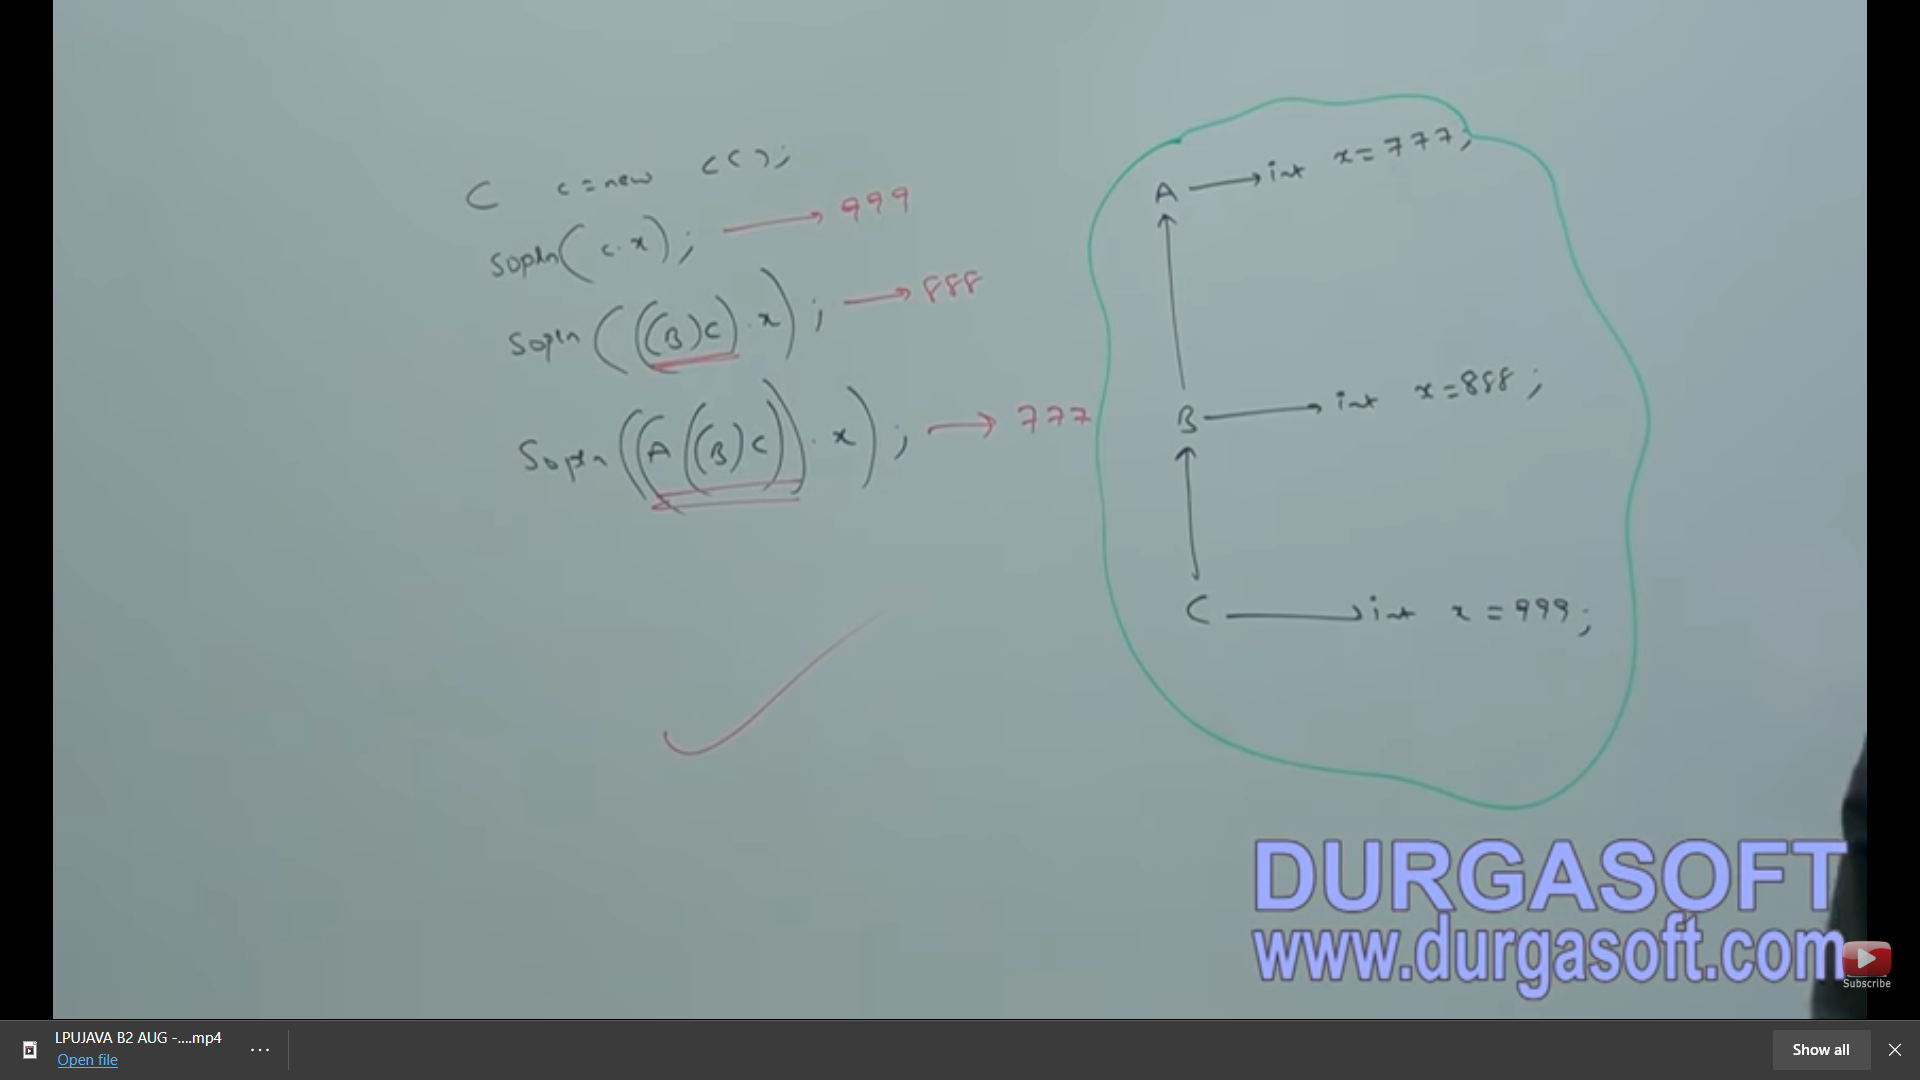 C c = new C();
Sopln(c.x); → 999
Sopln(((B)C).x); → 888
Sopln((A((B)C)).x); → 777
A → int x = 777;
B → int x = 888;
C → int x = 999;
DURGASOFT
www.durgasoft.com
Subscribe
LPUJAVA B2 AUG -....mp4
Open file
Show all